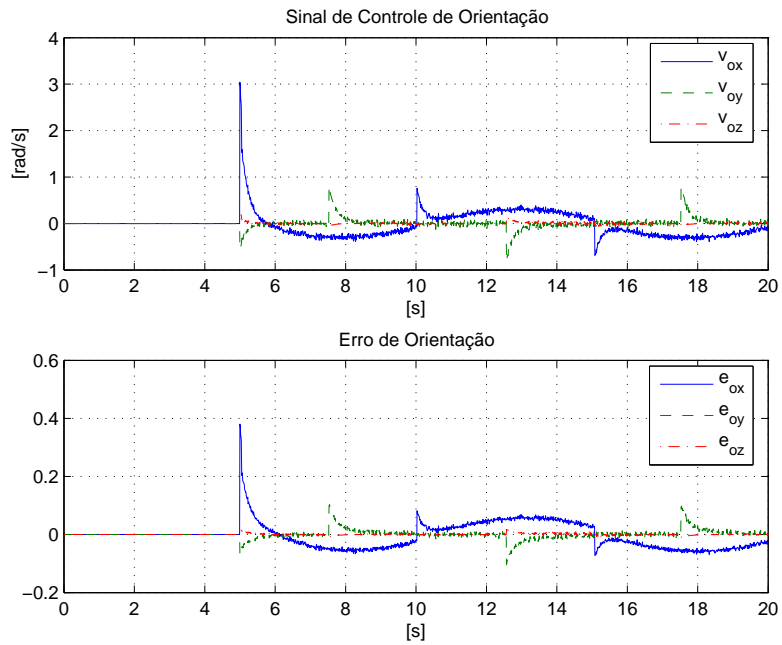 Sinal de Controle de Orientação
[rad/s]
4
3
2
1
0
−1
v_ox
v_oy
v_oz
0 2 4 6 8 10 12 14 16 18 20
[s]
Erro de Orientação
0.6
0.4
0.2
0
−0.2
e_ox
e_oy
e_oz
0 2 4 6 8 10 12 14 16 18 20
[s]